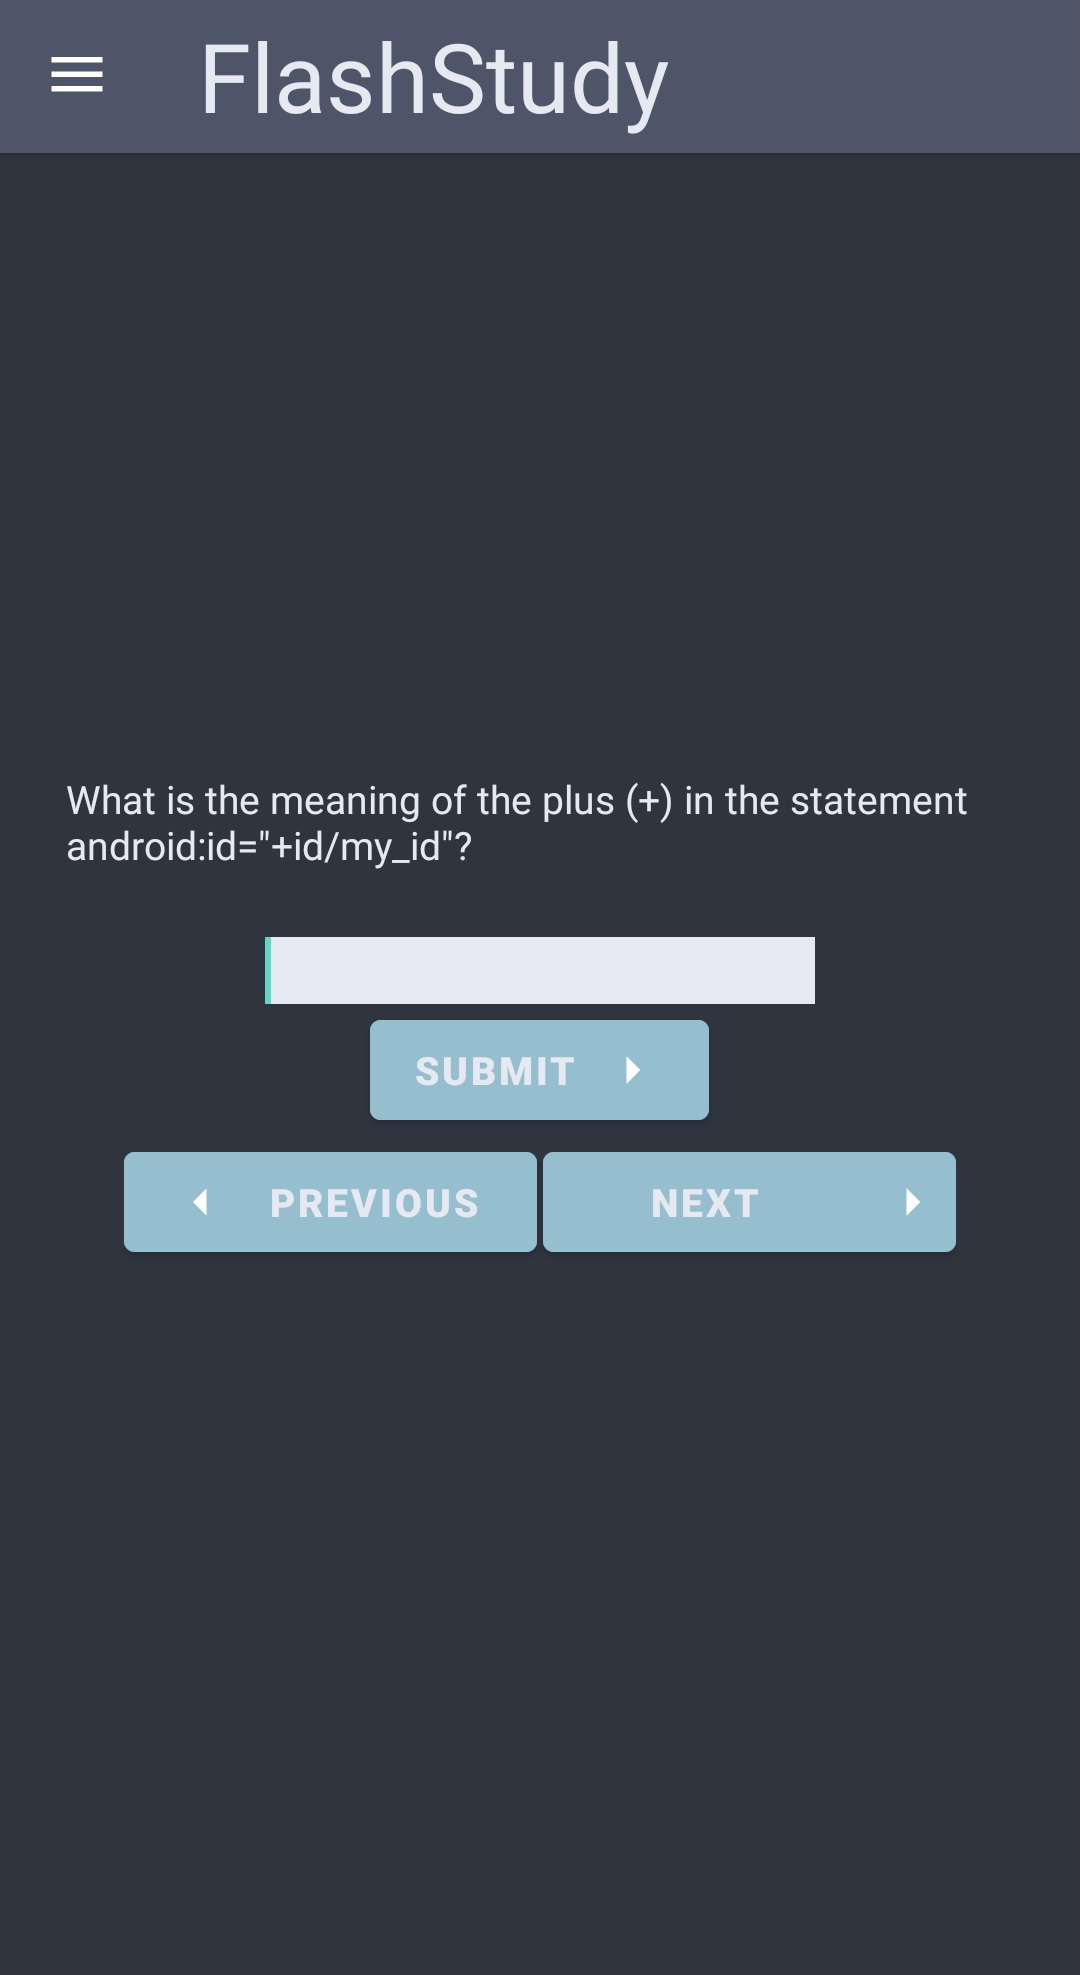 FlashStudy
What is the meaning of the plus (+) in the statement
android:id="+id/my_id"?
SUBMIT
PREVIOUS NEXT